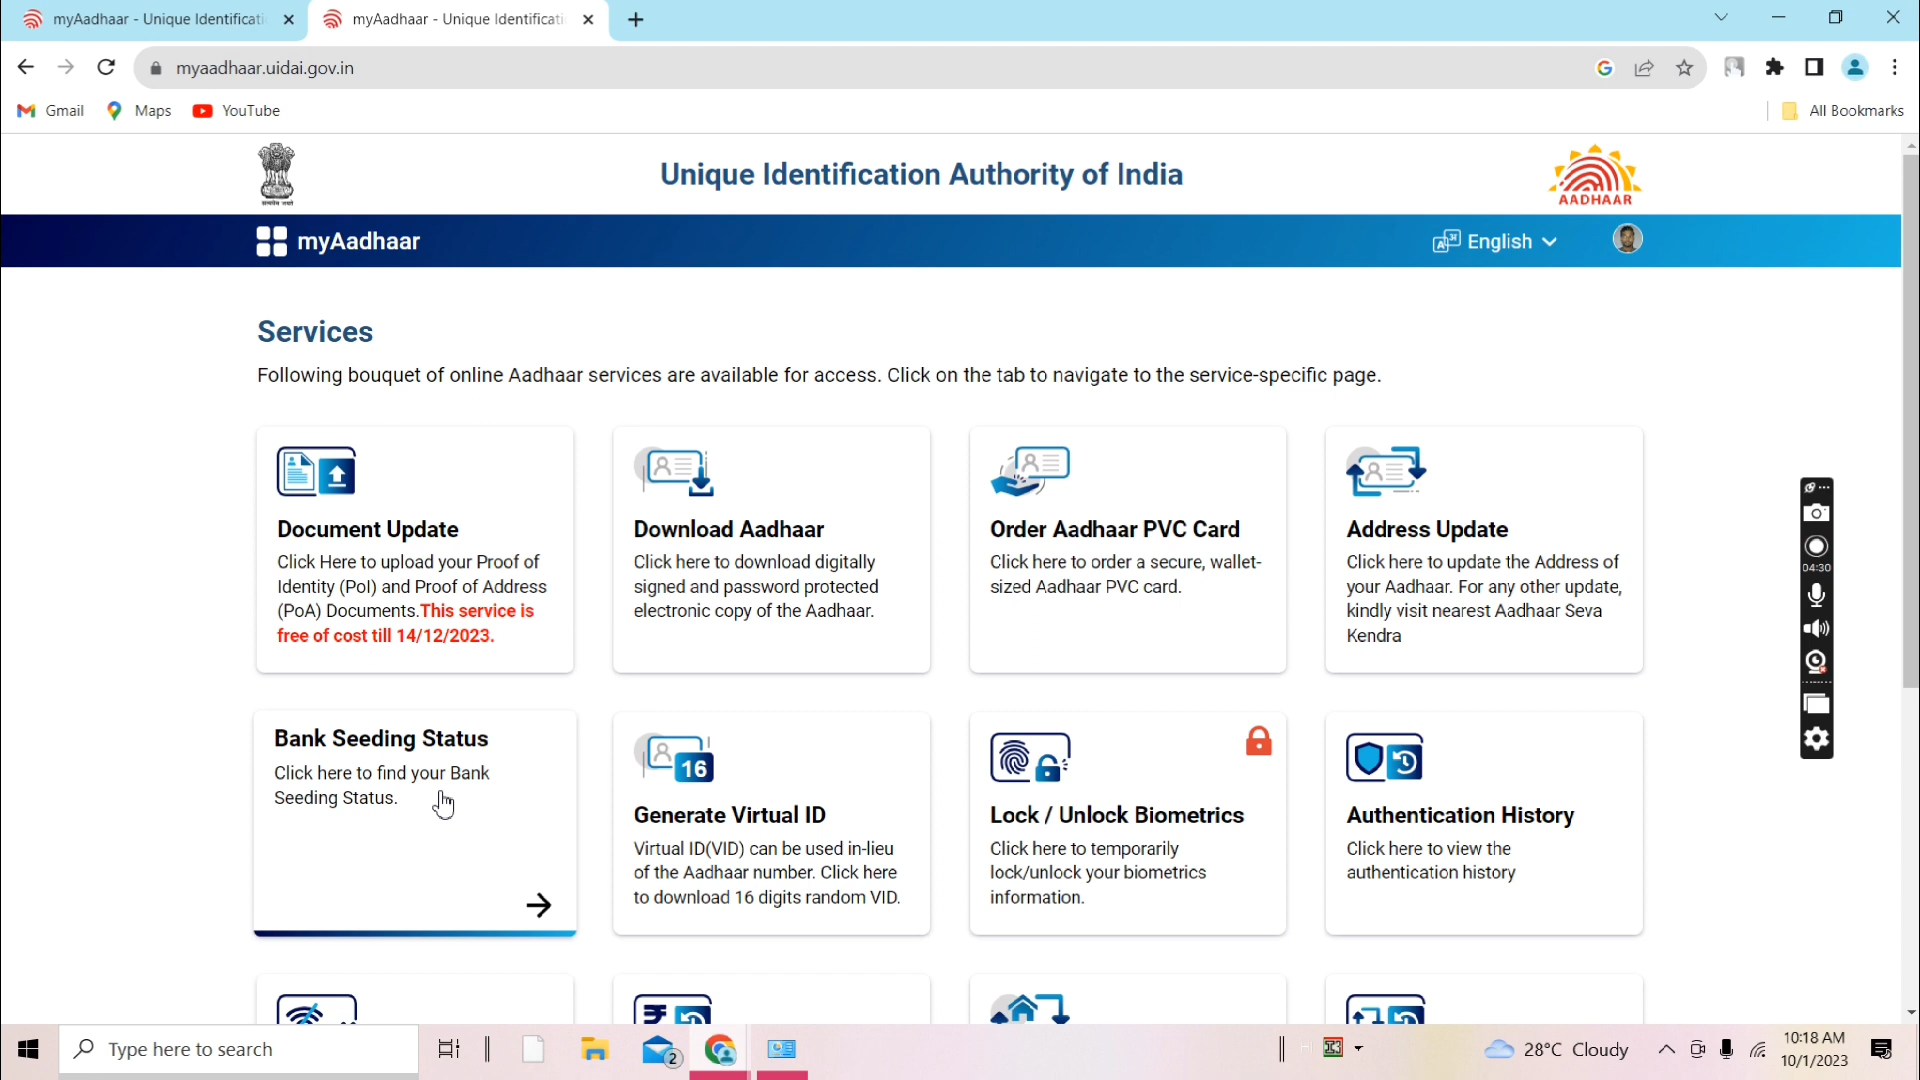 myAadhaar - Unique Identificati
myAadhaar - Unique Identificati
myaadhaar.uidai.gov.in
Gmail
Maps
YouTube
All Bookmarks
Unique Identification Authority of India
AADHAAR
myAadhaar
English
Services
Following bouquet of online Aadhaar services are available for access. Click on the tab to navigate to the service-specific page.
Document Update
Click Here to upload your Proof of
Identity (PoI) and Proof of Address
(PoA) Documents.This service is
free of cost till 14/12/2023.
Download Aadhaar
Click here to download digitally
signed and password protected
electronic copy of the Aadhaar.
Order Aadhaar PVC Card
Click here to order a secure, wallet-
sized Aadhaar PVC card.
Address Update
Click here to update the Address of
your Aadhaar. For any other update,
kindly visit nearest Aadhaar Seva
Kendra
04:30
Bank Seeding Status
Click here to find your Bank
Seeding Status.
16
Generate Virtual ID
Virtual ID(VID) can be used in-lieu
of the Aadhaar number. Click here
to download 16 digits random VID.
Lock / Unlock Biometrics
Click here to temporarily
lock/unlock your biometrics
information.
Authentication History
Click here to view the
authentication history
Type here to search
2
28°C Cloudy
10:18 AM
10/1/2023